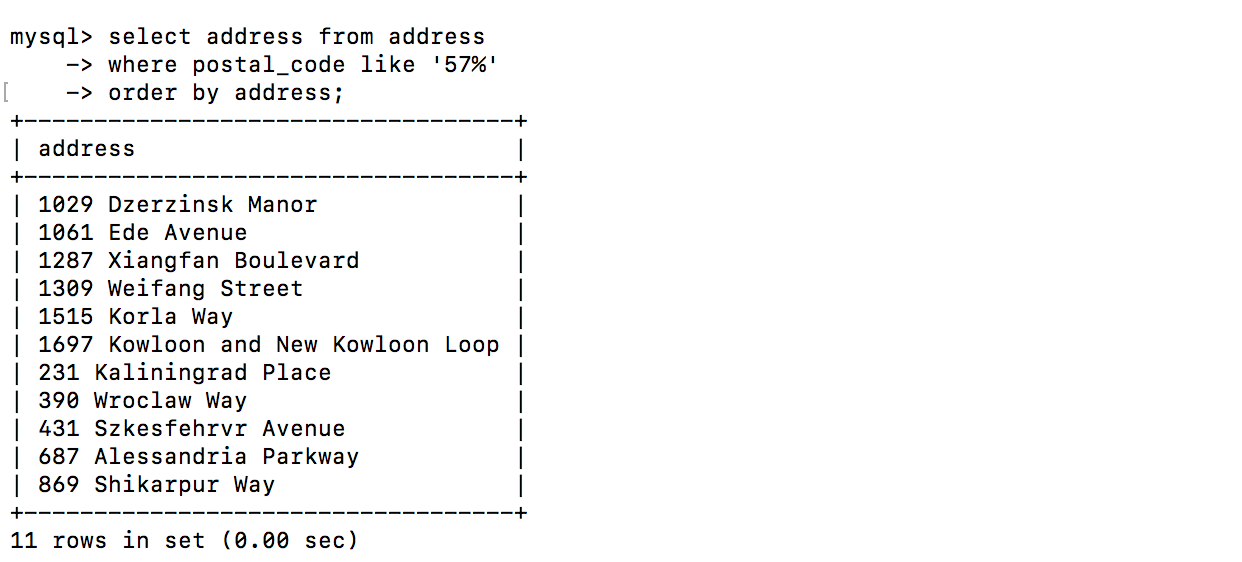 mysql> select address from address
    -> where postal_code like '57%'
[    -> order by address;
+-----------------------------------+
| address                           |
+-----------------------------------+
| 1029 Dzerzinsk Manor              |
| 1061 Ede Avenue                   |
| 1287 Xiangfan Boulevard           |
| 1309 Weifang Street               |
| 1515 Korla Way                    |
| 1697 Kowloon and New Kowloon Loop |
| 231 Kaliningrad Place             |
| 390 Wroclaw Way                   |
| 431 Szkesfehrvr Avenue            |
| 687 Alessandria Parkway           |
| 869 Shikarpur Way                 |
+-----------------------------------+
11 rows in set (0.00 sec)